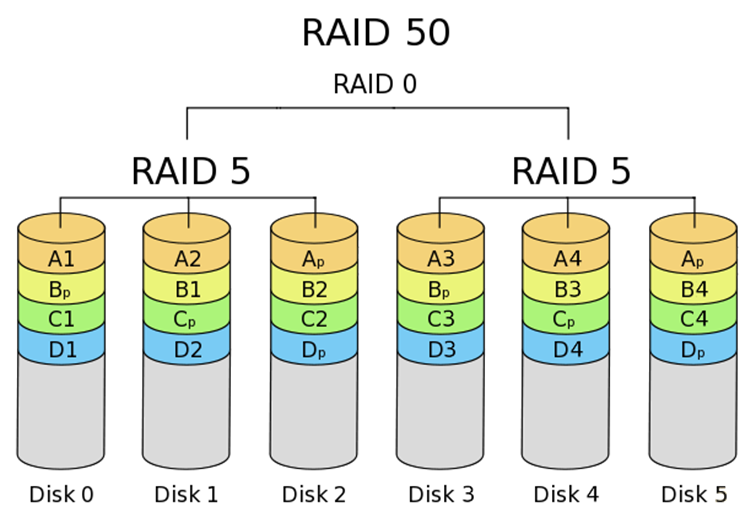 RAID 50
RAID 0
RAID 5 RAID 5
A1 A2 Ap A3 A4 Ap
Bp B1 B2 Bp B3 B4
C1 Cp C2 C3 Cp C4
D1 D2 Dp D3 D4 Dp
Disk 0 Disk 1 Disk 2 Disk 3 Disk 4 Disk 5